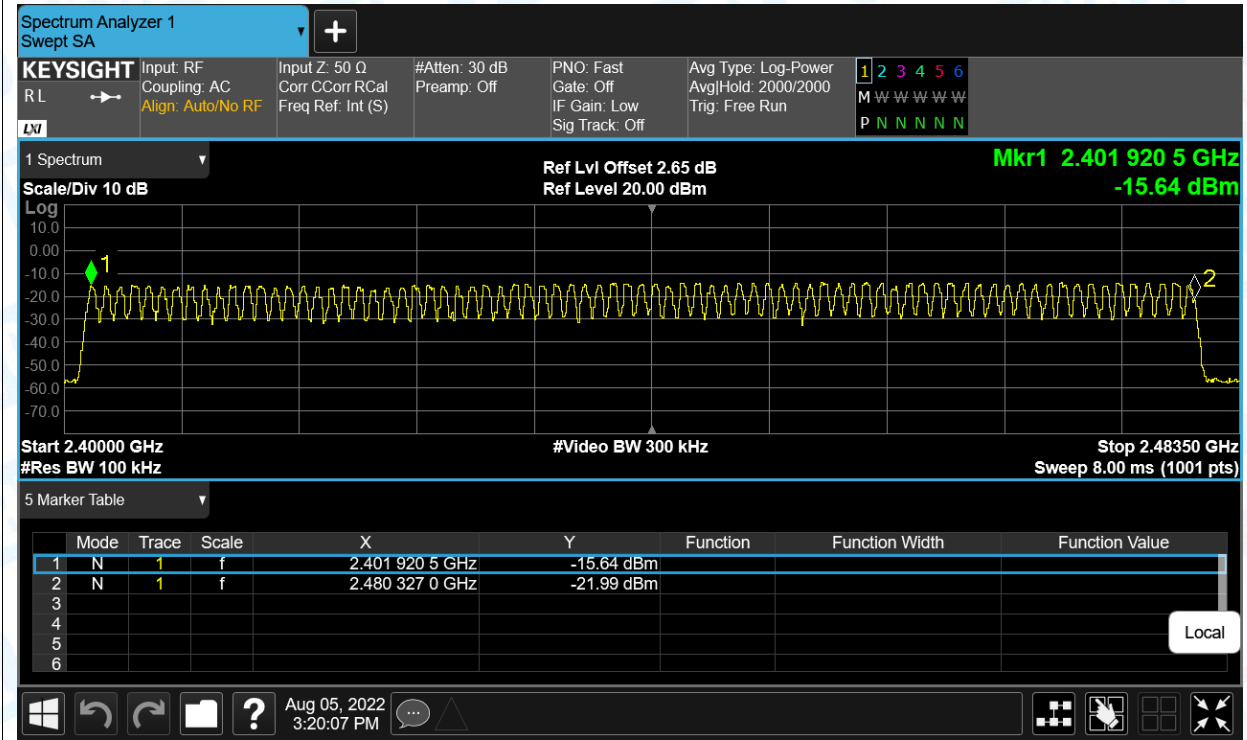 Spectrum Analyzer 1
Swept SA
KEYSIGHT
R L
LXI
Input: RF
Coupling: AC
Align: Auto/No RF
Input Z: 50 Ω
Corr CCorr RCal
Freq Ref: Int (S)
#Atten: 30 dB
Preamp: Off
PNO: Fast
Gate: Off
IF Gain: Low
Sig Track: Off
Avg Type: Log-Power
Avg|Hold: 2000/2000
Trig: Free Run
1 2 3 4 5 6
M W W W W W W
P N N N N N
1 Spectrum
Scale/Div 10 dB
Ref Lvl Offset 2.65 dB
Ref Level 20.00 dBm
Mkr1 2.401 920 5 GHz
-15.64 dBm
Log
10.0
0.00
-10.0
-20.0
-30.0
-40.0
-50.0
-60.0
-70.0
1
2
Start 2.40000 GHz
#Res BW 100 kHz
#Video BW 300 kHz
Stop 2.48350 GHz
Sweep 8.00 ms (1001 pts)
5 Marker Table
Mode Trace Scale X Y Function Function Width Function Value
1 N 1 f 2.401 920 5 GHz -15.64 dBm
2 N 1 f 2.480 327 0 GHz -21.99 dBm
3
4
5
6
Local
?
Aug 05, 2022
3:20:07 PM